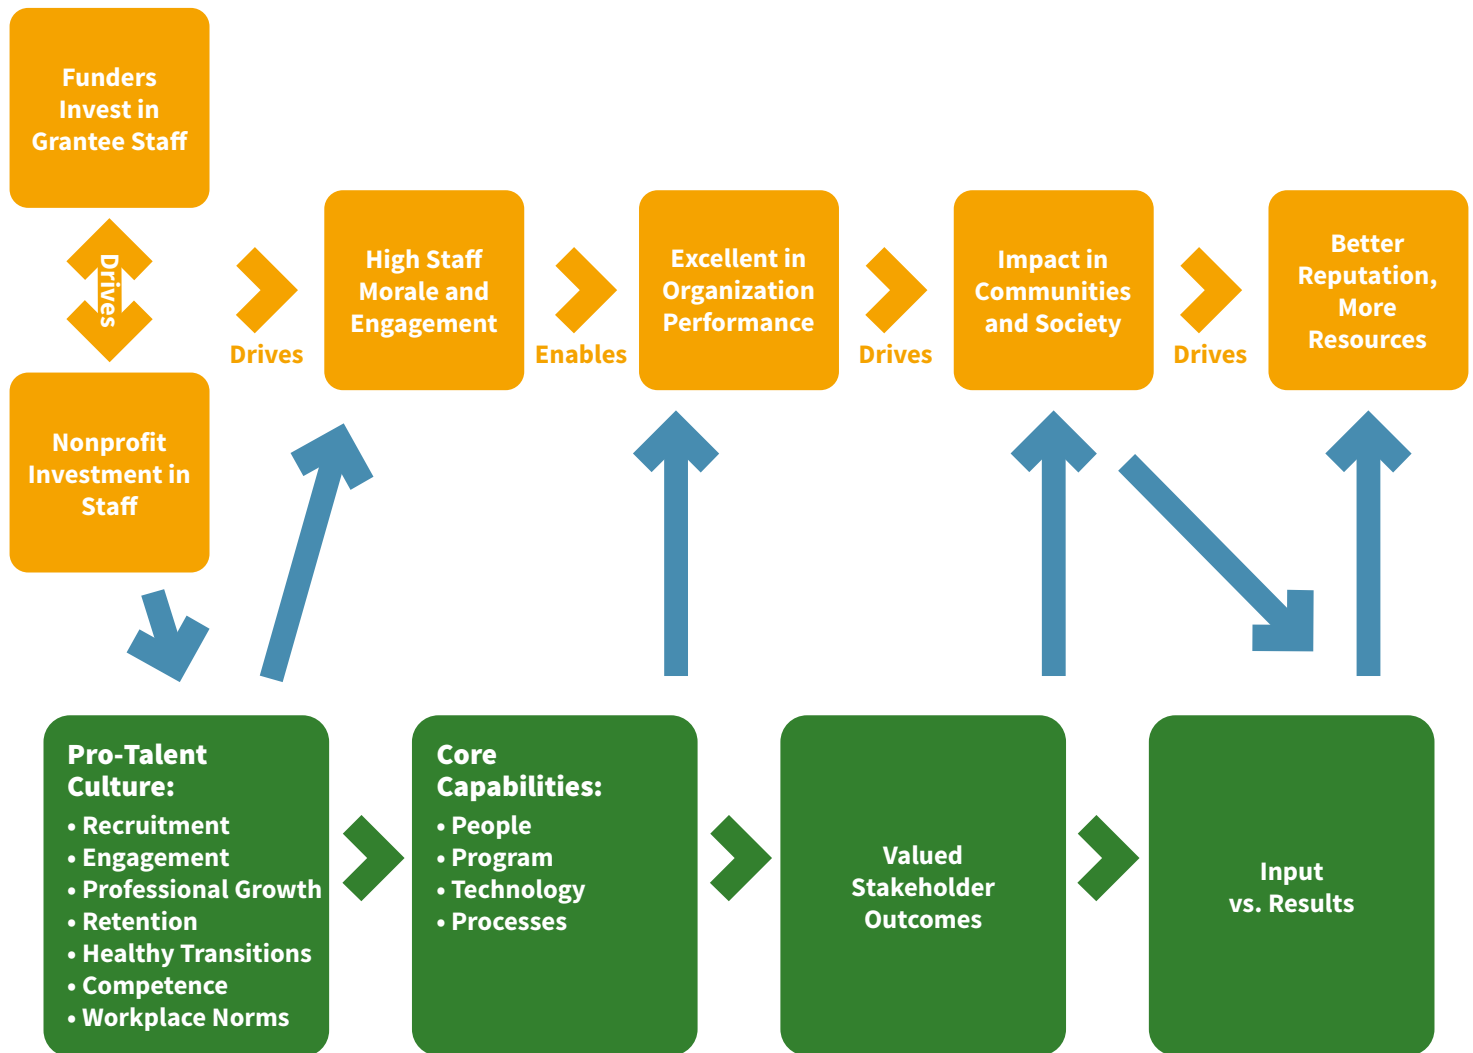 Funders
Invest in
Grantee Staff
Drives
Nonprofit
Investment in
Staff
Drives
High Staff
Morale and
Engagement
Enables
Excellent in
Organization
Performance
Drives
Impact in
Communities
and Society
Drives
Better
Reputation,
More
Resources
Pro-Talent
Culture:
• Recruitment
• Engagement
• Professional Growth
• Retention
• Healthy Transitions
• Competence
• Workplace Norms
Core
Capabilities:
• People
• Program
• Technology
• Processes
Valued
Stakeholder
Outcomes
Input
vs. Results